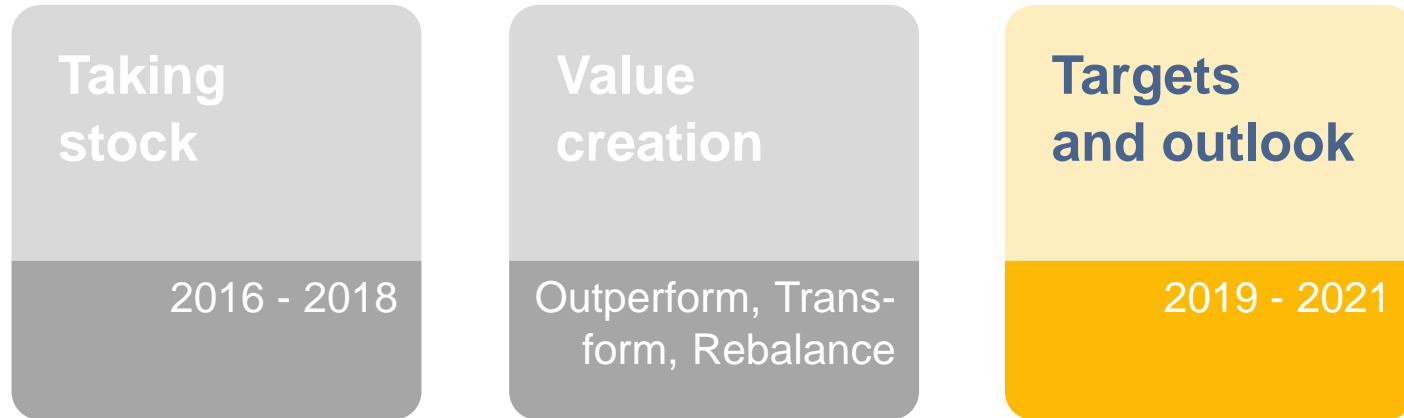 Taking
stock
2016 - 2018
Value
creation
Outperform, Trans-
form, Rebalance
Targets
and outlook
2019 - 2021